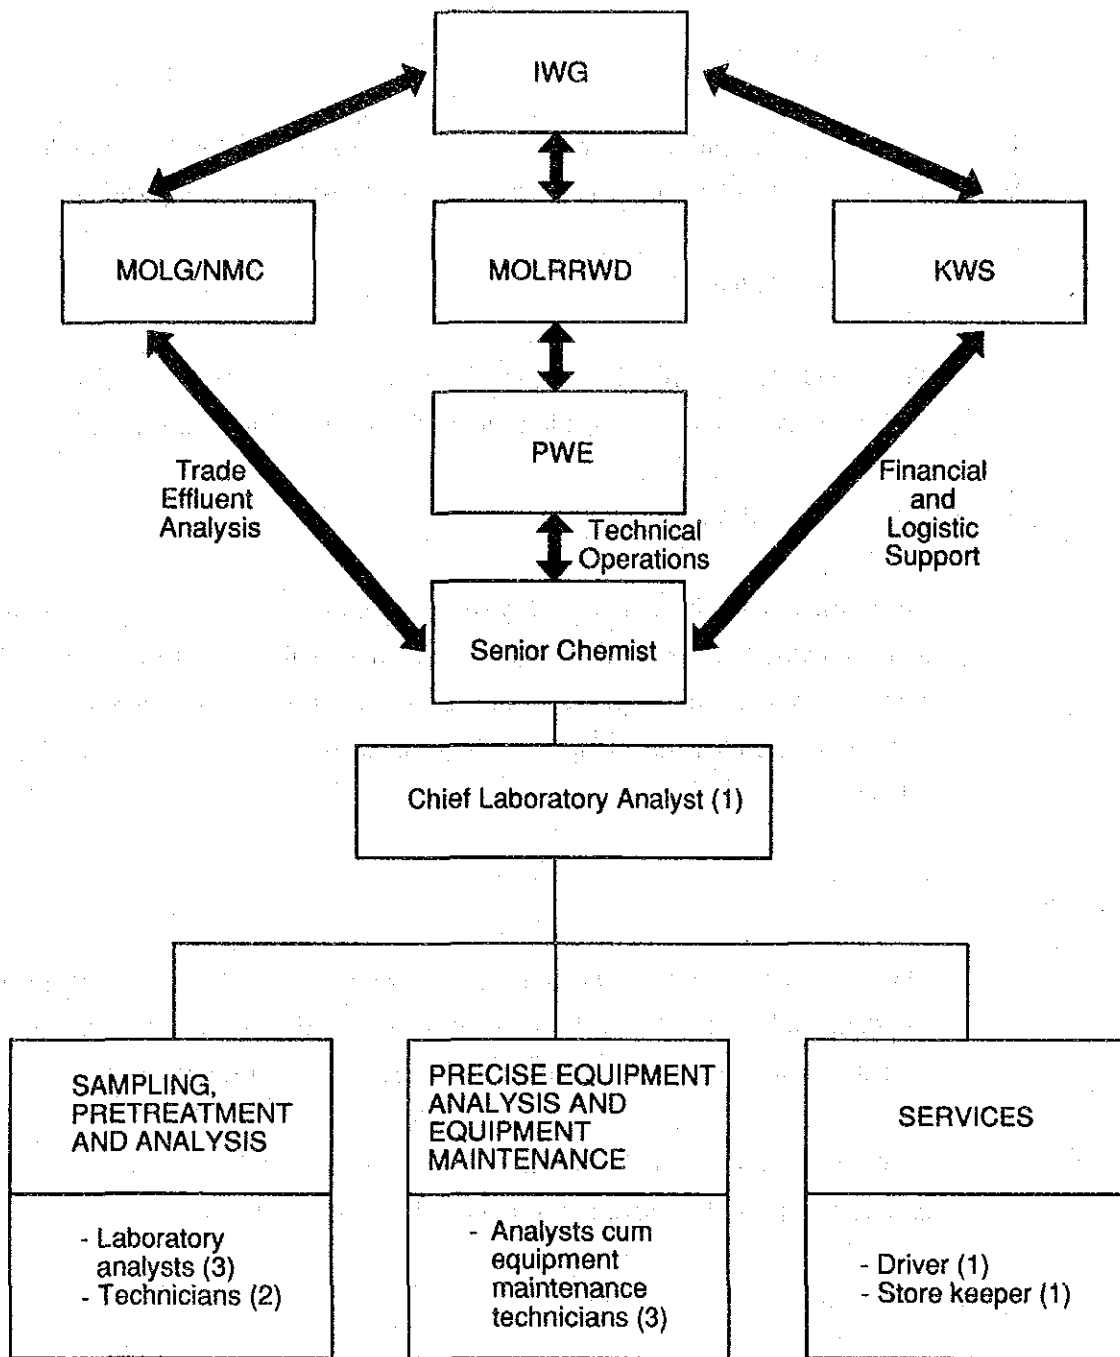 IWG
MOLG/NMC
MOLRRWD
KWS
PWE
Trade
Effluent
Analysis
Technical
Operations
Financial
and
Logistic
Support
Senior Chemist
Chief Laboratory Analyst (1)
SAMPLING,
PRETREATMENT
AND ANALYSIS
- Laboratory
analysts (3)
- Technicians (2)
PRECISE EQUIPMENT
ANALYSIS AND
EQUIPMENT
MAINTENANCE
- Analysts cum
equipment
maintenance
technicians (3)
SERVICES
- Driver (1)
- Store keeper (1)